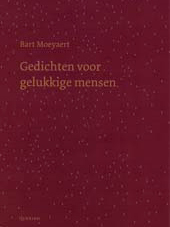 Bart Moeyaert
Gedichten voor
gelukkige mensen
Querido